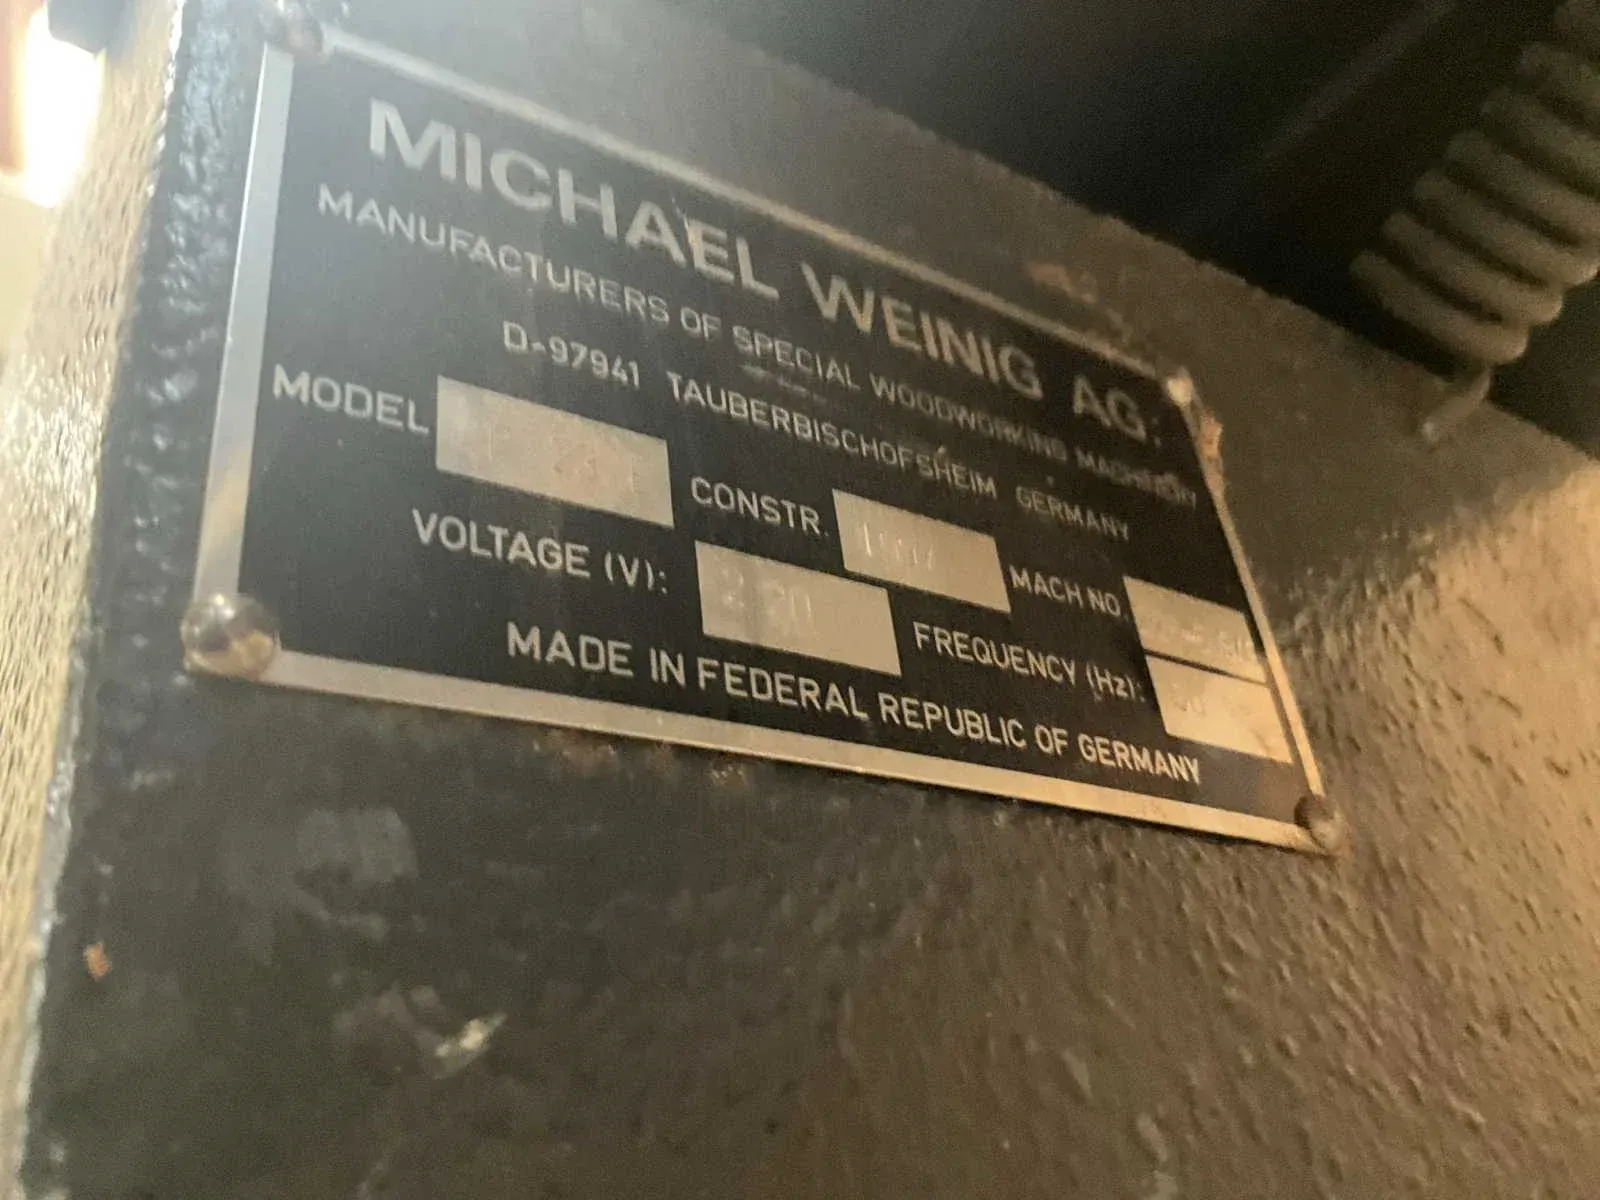 MICHAEL WEINIG AG:
MANUFACTURERS OF SPECIAL WOODWORKING MACHINERY
D-97941 TAUBERBISCHOFSHEIM GERMANY
MODEL CONSTR. MACH NO.
VOLTAGE (V): FREQUENCY (Hz):
MADE IN FEDERAL REPUBLIC OF GERMANY